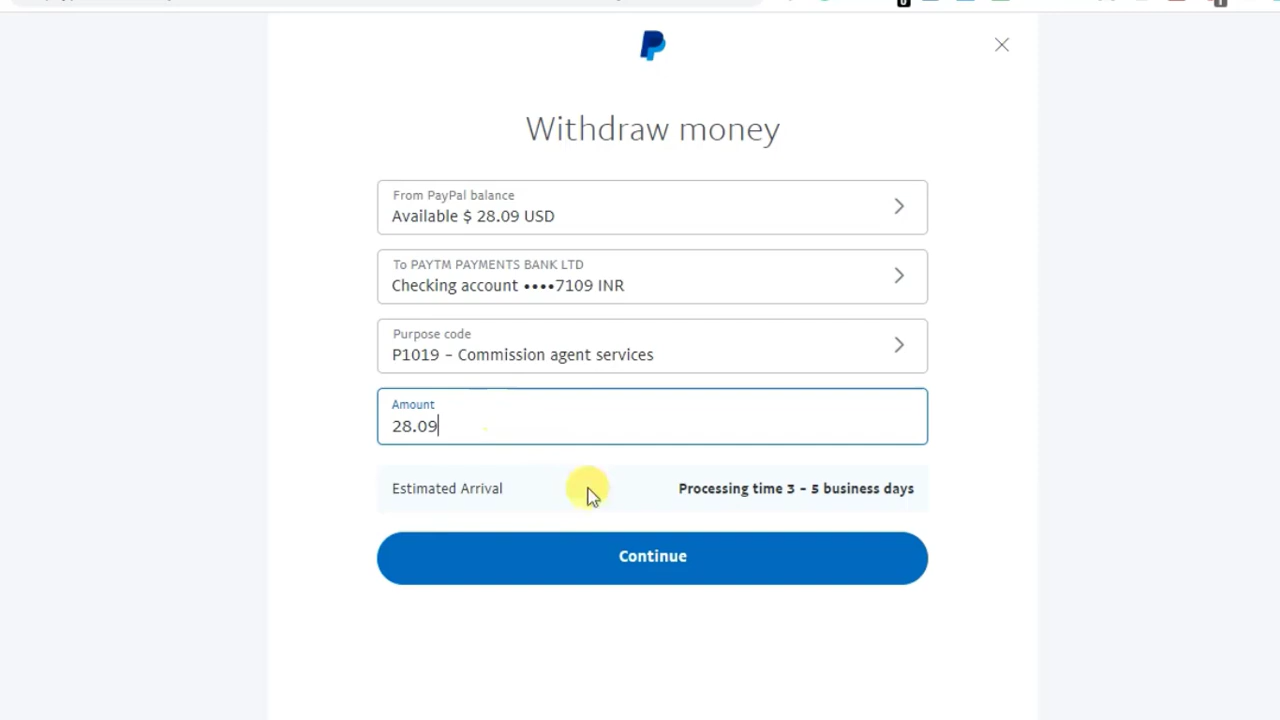 Withdraw money
From PayPal balance
Available $ 28.09 USD
To PAYTM PAYMENTS BANK LTD
Checking account ••••7109 INR
Purpose code
P1019 – Commission agent services
Amount
28.09
Estimated Arrival
Processing time 3 – 5 business days
Continue